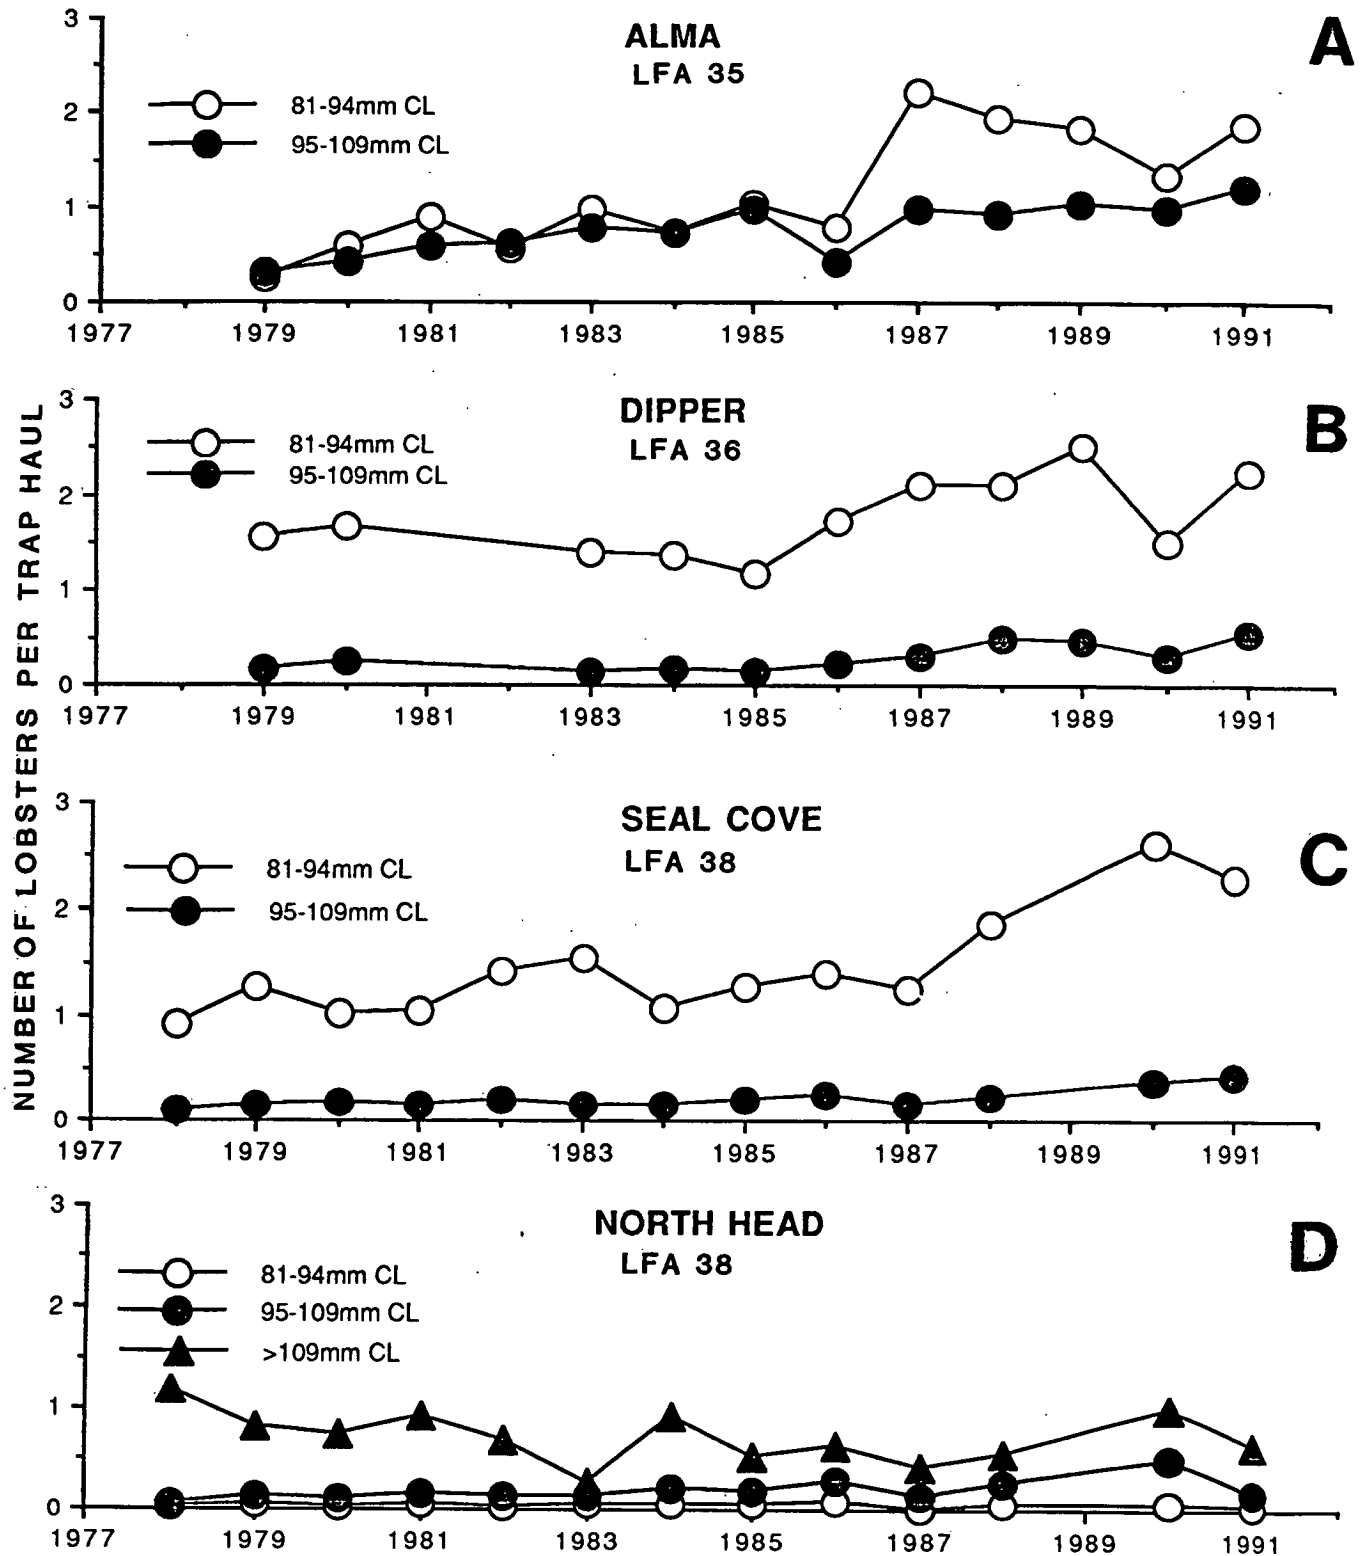 NUMBER OF LOBSTERS PER TRAP HAUL
A
ALMA
LFA 35
81-94mm CL
95-109mm CL
3
2
1
0
1977 1979 1981 1983 1985 1987 1989 1991
B
DIPPER
LFA 36
81-94mm CL
95-109mm CL
3
2
1
0
1977 1979 1981 1983 1985 1987 1989 1991
C
SEAL COVE
LFA 38
81-94mm CL
95-109mm CL
3
2
1
0
1977 1979 1981 1983 1985 1987 1989 1991
D
NORTH HEAD
LFA 38
81-94mm CL
95-109mm CL
>109mm CL
3
2
1
0
1977 1979 1981 1983 1985 1987 1989 1991